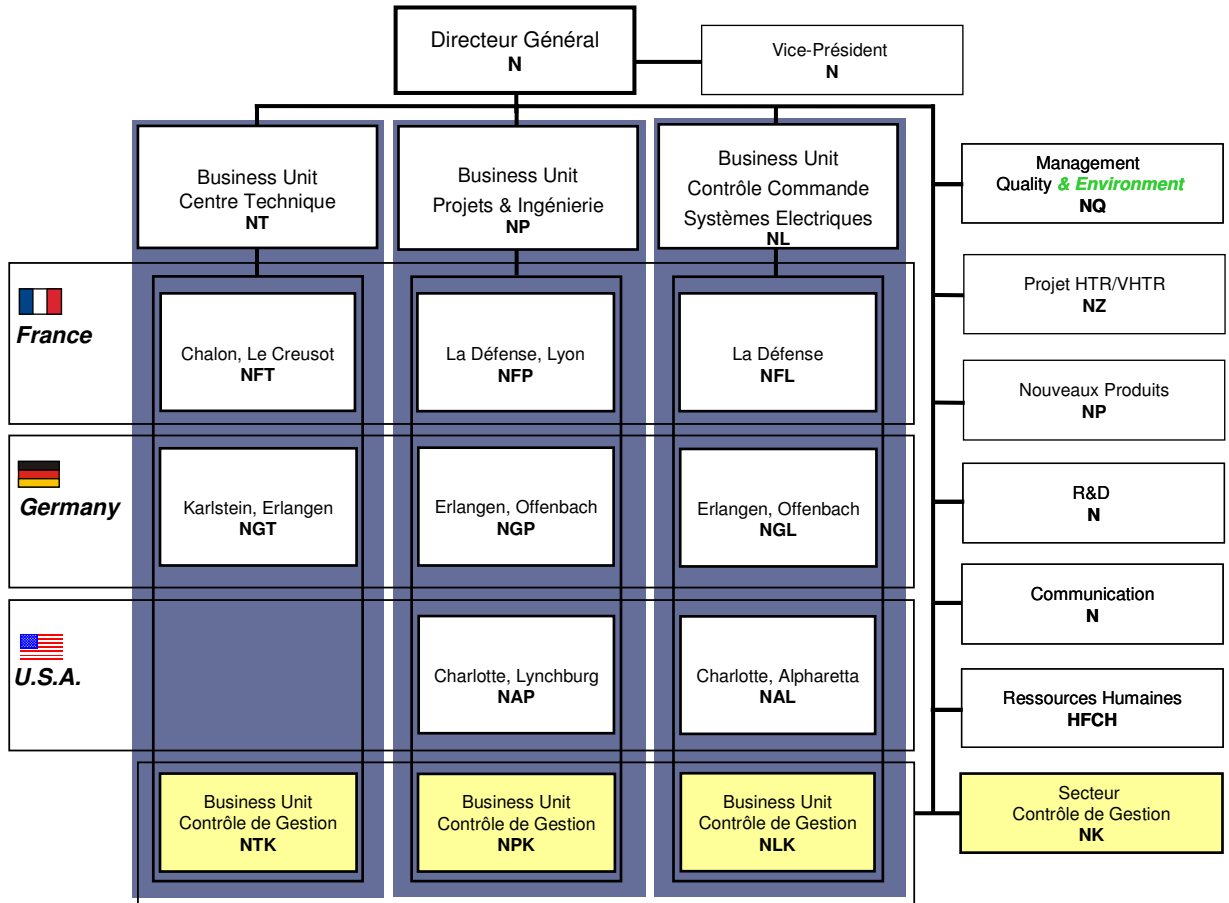 Directeur Général
N
Vice-Président
N
Business Unit
Centre Technique
NT
Business Unit
Projets & Ingénierie
NP
Business Unit
Contrôle Commande
Systèmes Electriques
NL
Management
Quality & Environment
NQ
France
Chalon, Le Creusot
NFT
La Défense, Lyon
NFP
La Défense
NFL
Projet HTR/VHTR
NZ
Nouveaux Produits
NP
Germany
Karlstein, Erlangen
NGT
Erlangen, Offenbach
NGP
Erlangen, Offenbach
NGL
R&D
N
Communication
N
U.S.A.
Charlotte, Lynchburg
NAP
Charlotte, Alpharetta
NAL
Ressources Humaines
HFCH
Business Unit
Contrôle de Gestion
NTK
Business Unit
Contrôle de Gestion
NPK
Business Unit
Contrôle de Gestion
NLK
Secteur
Contrôle de Gestion
NK